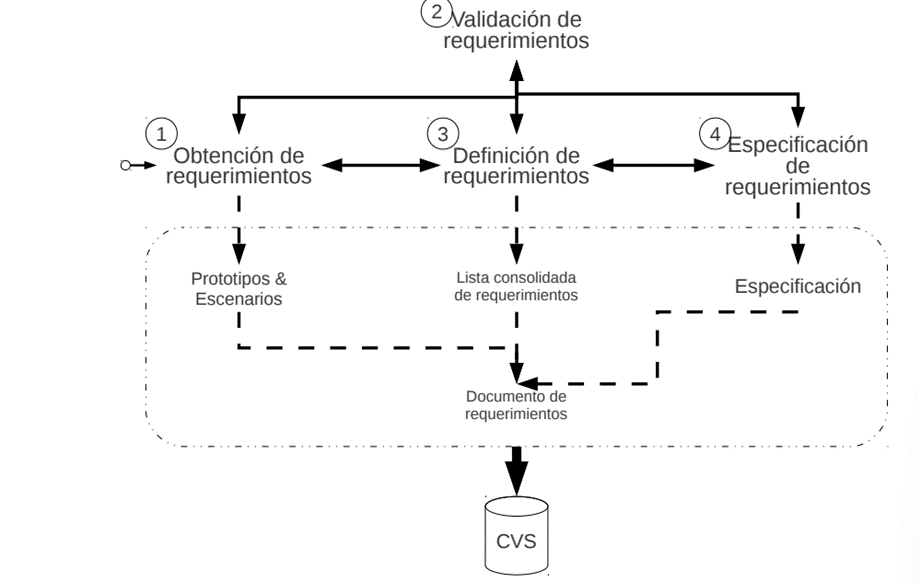 2
Validación de
requerimientos
1
Obtención de
requerimientos
3
Definición de
requerimientos
4
Especificación
de
requerimientos
Prototipos &
Escenarios
Lista consolidada
de requerimientos
Especificación
Documento de
requerimientos
CVS